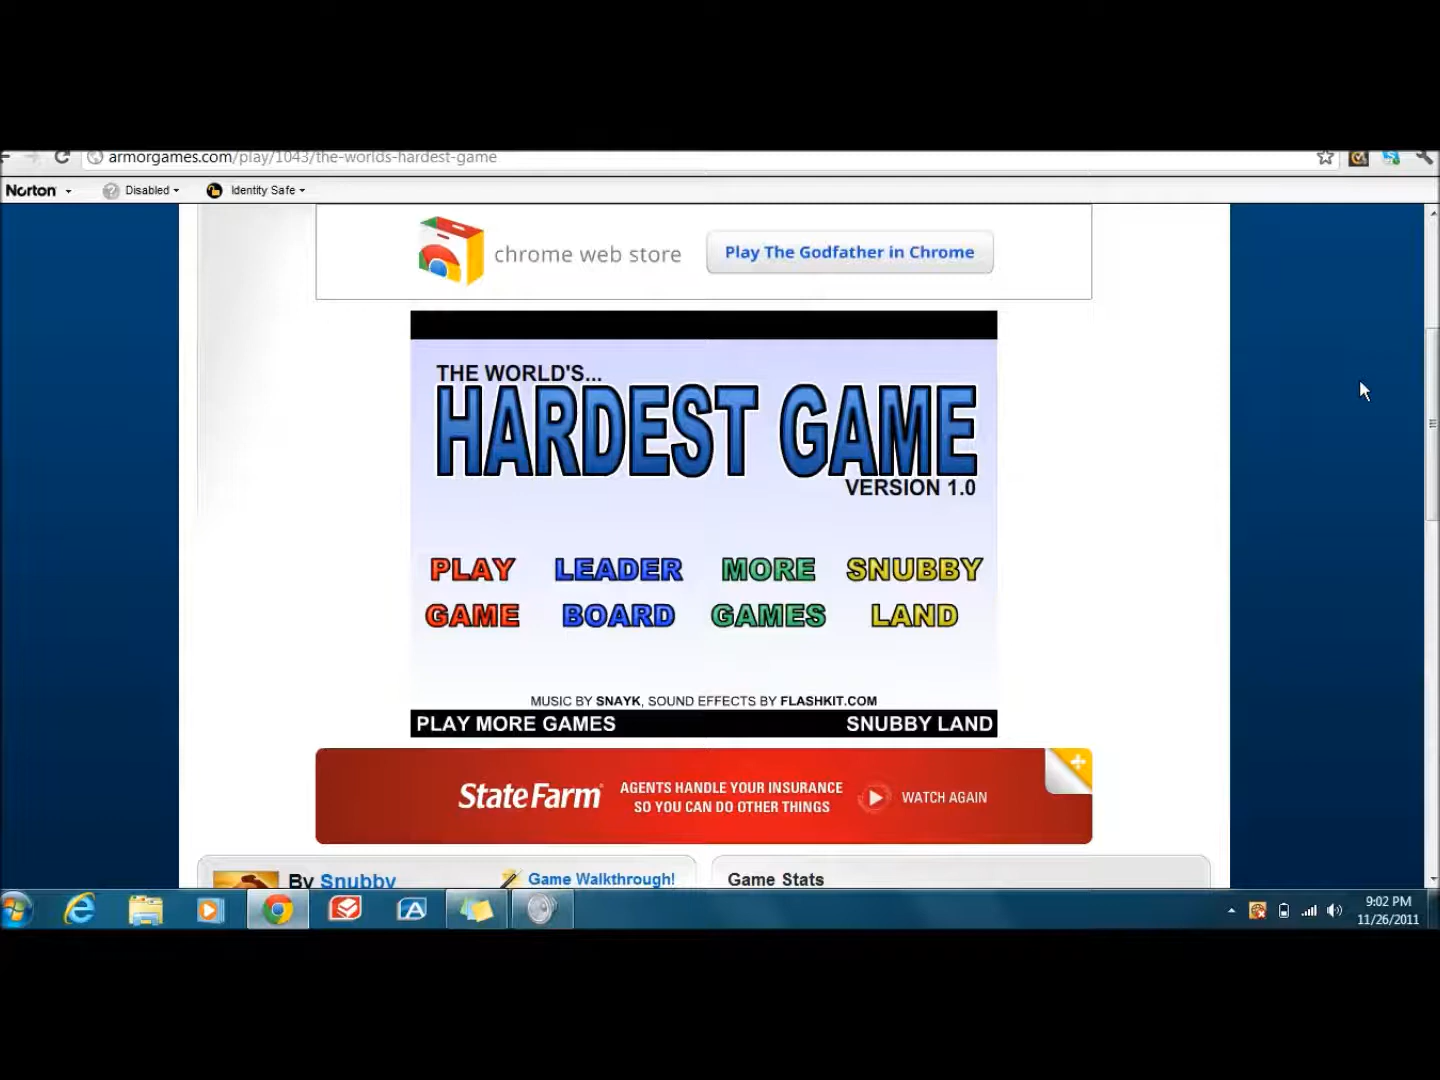 armorgames.com/play/1043/the-worlds-hardest-game
Norton Disabled Identity Safe
chrome web store Play The Godfather in Chrome
THE WORLD'S...
HARDEST GAME
VERSION 1.0
PLAY LEADER MORE SNUBBY
GAME BOARD GAMES LAND
MUSIC BY SNAYK, SOUND EFFECTS BY FLASHKIT.COM
PLAY MORE GAMES SNUBBY LAND
StateFarm AGENTS HANDLE YOUR INSURANCE
SO YOU CAN DO OTHER THINGS WATCH AGAIN
By Snubby Game Walkthrough! Game Stats
9:02 PM
11/26/2011